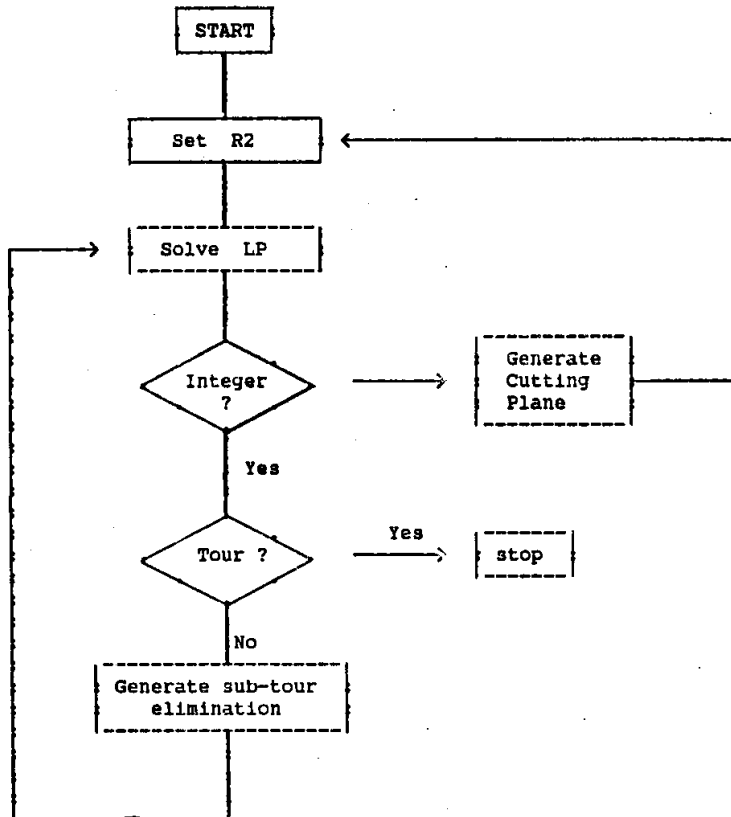 START
Set R2
Solve LP
Integer
?
Generate
Cutting
Plane
Yes
Tour ?
Yes
stop
No
Generate sub-tour
elimination